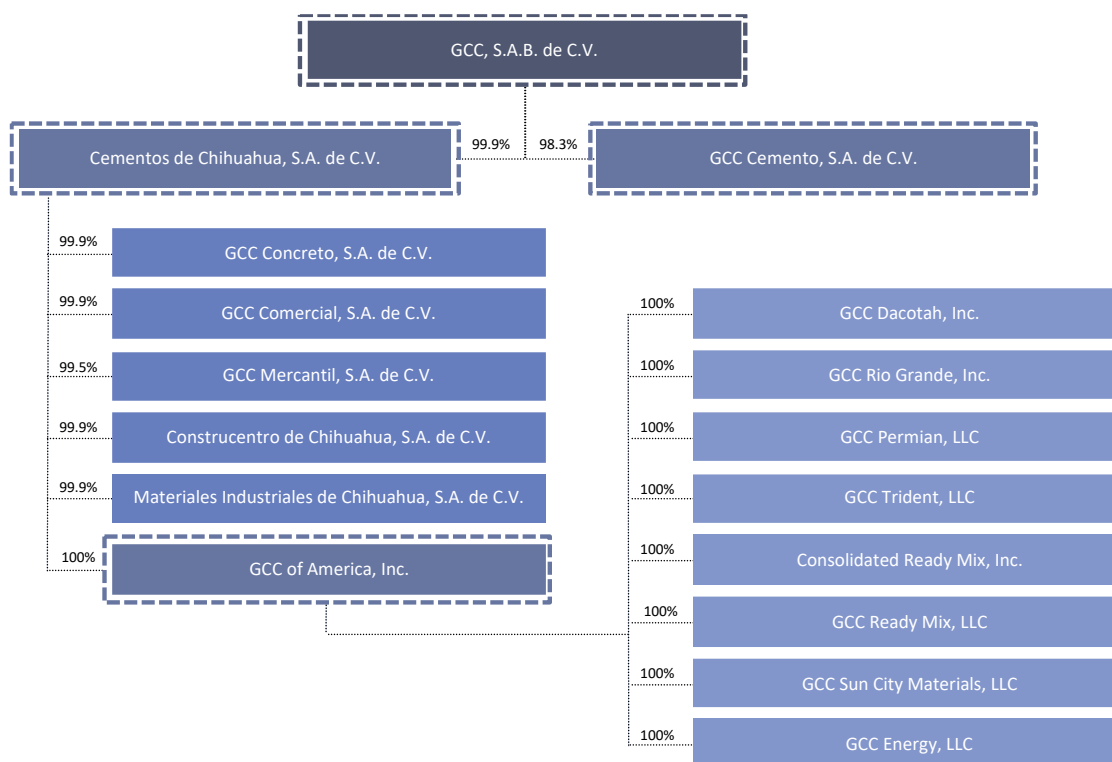 GCC, S.A.B. de C.V.
Cementos de Chihuahua, S.A. de C.V.
99.9%
98.3%
GCC Cemento, S.A. de C.V.
99.9%
GCC Concreto, S.A. de C.V.
99.9%
GCC Comercial, S.A. de C.V.
99.5%
GCC Mercantil, S.A. de C.V.
99.9%
Construcentro de Chihuahua, S.A. de C.V.
99.9%
Materiales Industriales de Chihuahua, S.A. de C.V.
100%
GCC of America, Inc.
100%
GCC Dacotah, Inc.
100%
GCC Rio Grande, Inc.
100%
GCC Permian, LLC
100%
GCC Trident, LLC
100%
Consolidated Ready Mix, Inc.
100%
GCC Ready Mix, LLC
100%
GCC Sun City Materials, LLC
100%
GCC Energy, LLC